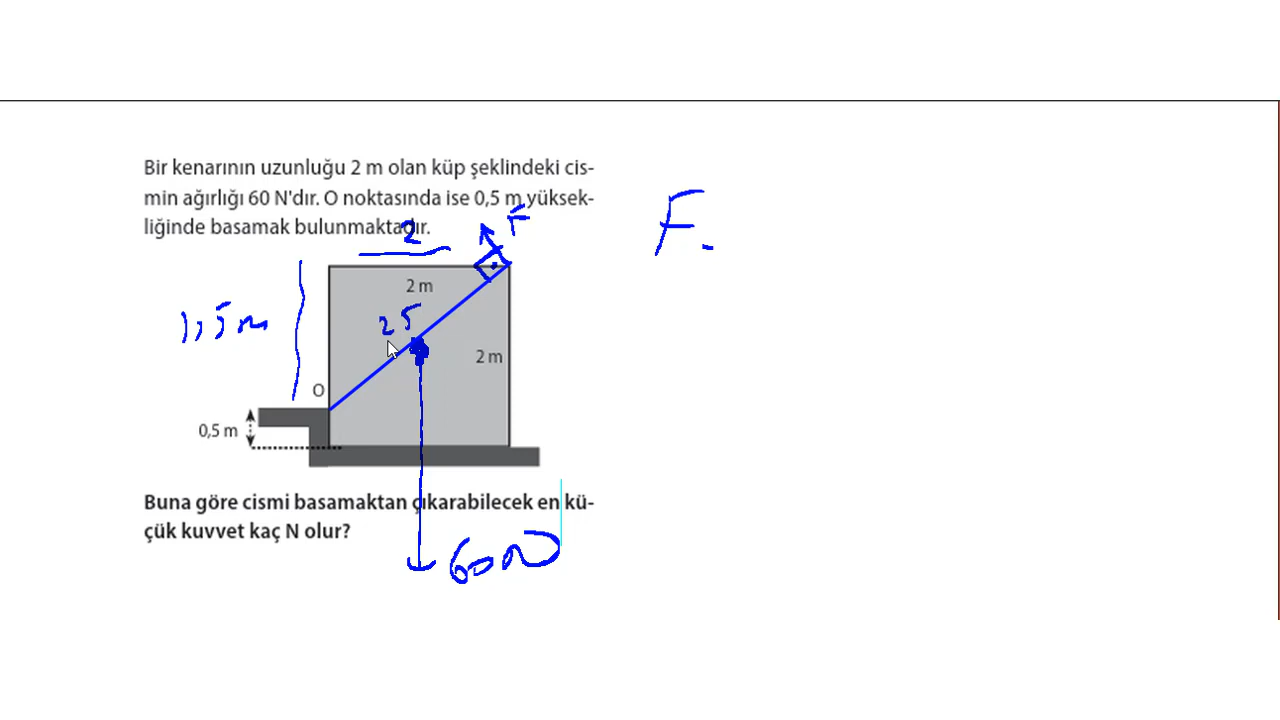 Bir kenarının uzunluğu 2 m olan küp şeklindeki cis-
min ağırlığı 60 N'dır. O noktasında ise 0,5 m yüksek-
liğinde basamak bulunmaktadır.
2
F
F.
2 m
1,5 m
25
2 m
O
0,5 m
Buna göre cismi basamaktan çıkarabilecek en kü-
çük kuvvet kaç N olur?
60N